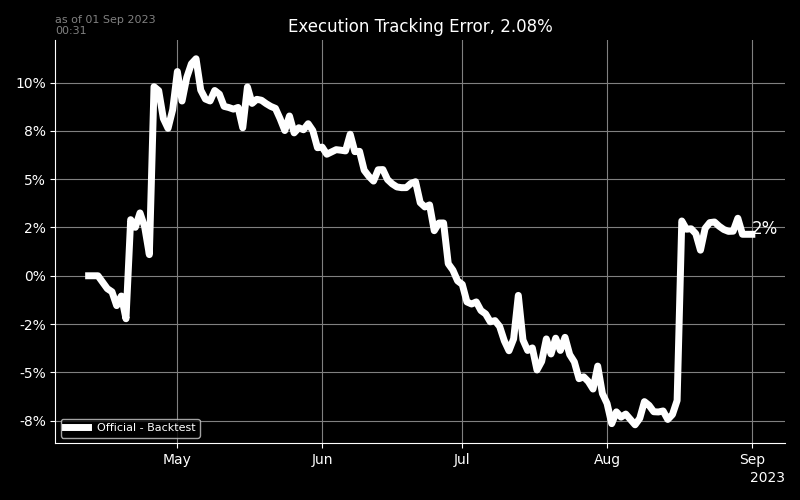 as of 01 Sep 2023
00:31
Execution Tracking Error, 2.08%
10%
8%
5%
2%
0%
-2%
-5%
-8%
2%
Official - Backtest
May
Jun
Jul
Aug
Sep
2023